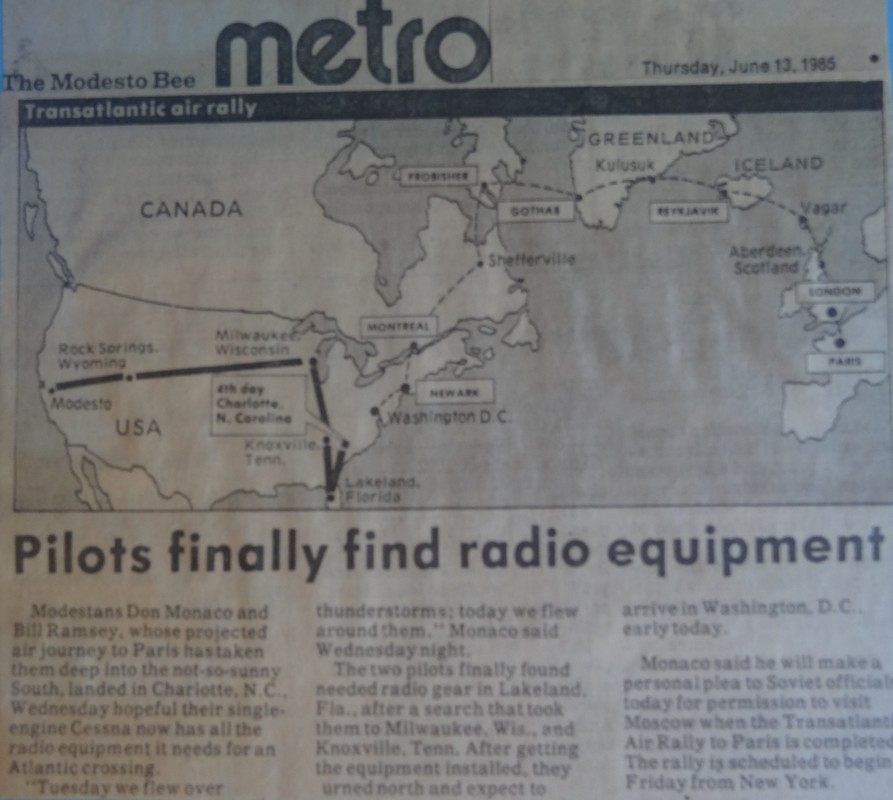 The Modesto Bee
metro
Thursday, June 13, 1985
Transatlantic air rally
GREENLAND
Kulusuk
ICELAND
FROBISHER
CANADA
GOTHAB
REYKJAVIK
Vagar
Aberdeen,
Scotland
Shefferville
LONDON
MONTREAL
Milwaukee,
Wisconsin
Rock Springs,
Wyoming
PARIS
4th day
Charlotte,
N. Carolina
NEWARK
Modesto
Washington D.C.
USA
Knoxville,
Tenn.
Lakeland,
Florida
Pilots finally find radio equipment
Modestans Don Monaco and
Bill Ramsey, whose projected
air journey to Paris has taken
them deep into the not-so-sunny
South, landed in Charlotte, N.C.,
Wednesday hopeful their single-
engine Cessna now has all the
radio equipment it needs for an
Atlantic crossing.
"Tuesday we flew over
thunderstorms; today we flew
around them," Monaco said
Wednesday night.
The two pilots finally found
needed radio gear in Lakeland,
Fla., after a search that took
them to Milwaukee, Wis., and
Knoxville, Tenn. After getting
the equipment installed, they
urned north and expect to
arrive in Washington, D.C.,
early today.
Monaco said he will make a
personal plea to Soviet officials
today for permission to visit
Moscow when the Transatlant
Air Rally to Paris is completed
The rally is scheduled to begin
Friday from New York.